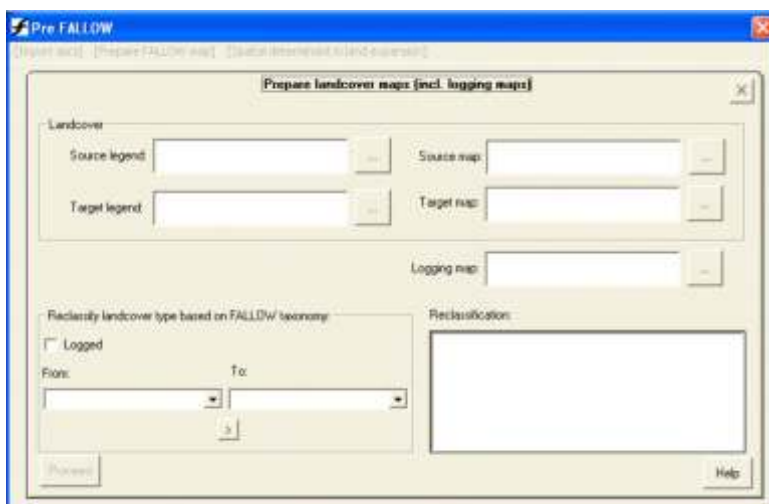 Pre FALLOW
[Import ascii] [Prepare FALLOW map] [Spatial determinant in land expansion]
Prepare landcover maps (incl. logging maps)
Landcover
Source legend: ... Source map: ...
Target legend: ... Target map: ...
Logging map: ...
Reclassify landcover type based on FALLOW taxonomy: Reclassification:
Logged
From: To:
>
Proceed Help